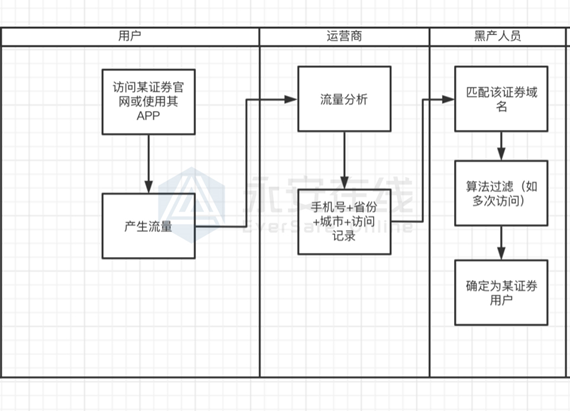 用户
运营商
黑产人员
访问某证券官
网或使用其
APP
产生流量
流量分析
手机号+省份
+城市+访问
记录
匹配该证券域
名
算法过滤（如
多次访问）
确定为某证券
用户
永安在线
EverSafe Online